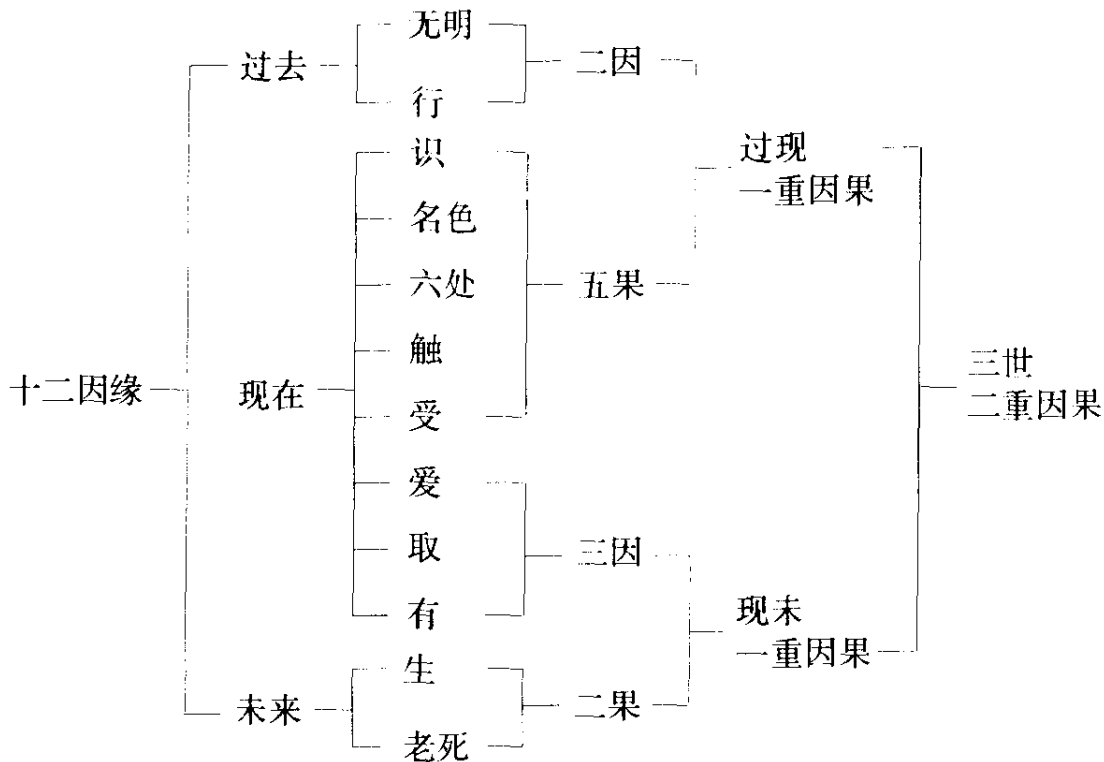 十二因缘
过去
现在
未来
无明
行
识
名色
六处
触
受
爱
取
有
生
老死
二因
五果
三因
二果
过现
一重因果
现未
一重因果
三世
二重因果